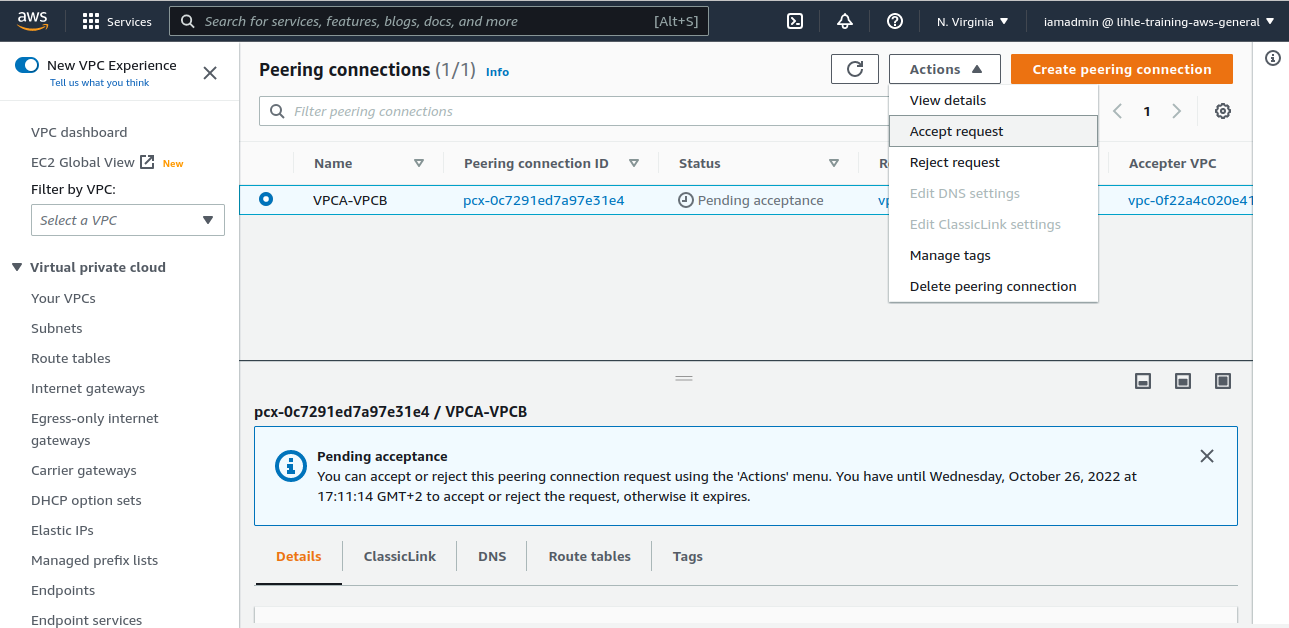 aws
Services
Search for services, features, blogs, docs, and more [Alt+S]
N. Virginia
iamadmin @ lihle-training-aws-general
New VPC Experience
Tell us what you think
VPC dashboard
EC2 Global View New
Filter by VPC:
Select a VPC
Virtual private cloud
Your VPCs
Subnets
Route tables
Internet gateways
Egress-only internet
gateways
Carrier gateways
DHCP option sets
Elastic IPs
Managed prefix lists
Endpoints
Endpoint services
Peering connections (1/1) Info
Actions
Create peering connection
Filter peering connections
1
View details
Accept request
Reject request
Edit DNS settings
Edit ClassicLink settings
Manage tags
Delete peering connection
Name Peering connection ID Status Accepter VPC
VPCA-VPCB pcx-0c7291ed7a97e31e4 Pending acceptance vpc-0f22a4c020e41
pcx-0c7291ed7a97e31e4 / VPCA-VPCB
Pending acceptance
You can accept or reject this peering connection request using the 'Actions' menu. You have until Wednesday, October 26, 2022 at
17:11:14 GMT+2 to accept or reject the request, otherwise it expires.
Details ClassicLink DNS Route tables Tags